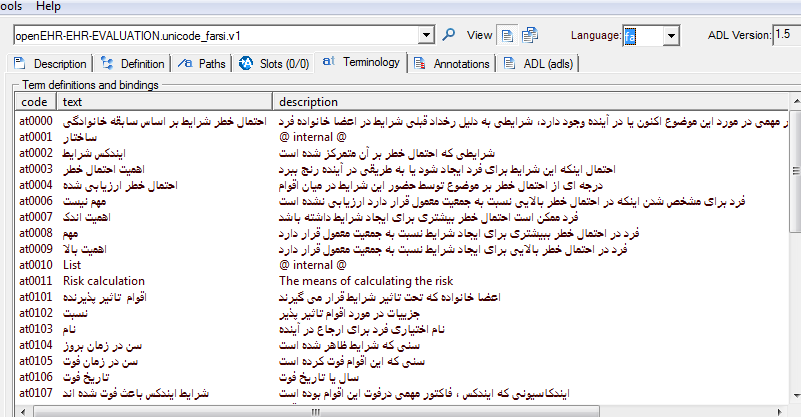 ools Help
openEHR-EHR-EVALUATION.unicode_farsi.v1 View Language: fa ADL Version: 1.5
Description Definition Paths Slots (0/0) Terminology Annotations ADL (adls)
Term definitions and bindings
code text description
at0000 احتمال خطر شرایط بر اساس سابقه خانوادگی ر مهمی در مورد این موضوع اکنون یا در آینده وجود دارد، شرایطی به دلیل رخداد قبلی شرایط در اعضا خانواده فرد
at0001 ساختار @ internal @
at0002 ایندکس شرایط شرایطی که احتمال خطر بر آن متمرکز شده است
at0003 اهمیت احتمال خطر احتمال اینکه این شرایط برای فرد ایجاد شود یا به طریقی در آینده رنج ببرد
at0004 احتمال خطر ارزیابی شده درجه ای از احتمال خطر بر موضوع توسط حضور این شرایط در میان اقوام
at0006 مهم نیست فرد برای مشخص شدن اینکه در احتمال خطر بالایی نسبت به جمعیت معمول قرار دارد ارزیابی نشده است
at0007 اهمیت اندک فرد ممکن است احتمال خطر بیشتری برای ایجاد شرایط داشته باشد
at0008 مهم فرد در احتمال خطر ببیشتری برای ایجاد شرایط نسبت به جمعیت معمول قرار دارد
at0009 اهمیت بالا فرد در احتمال خطر بالایی برای ایجاد شرایط نسبت به جمعیت معمول قرار دارد
at0010 List @ internal @
at0011 Risk calculation The means of calculating the risk
at0101 اقوام تاثیر پذیرنده اعضا خانواده که تحت تاثیر شرایط قرار می گیرند
at0102 نسبت جزییات در مورد اقوام تاثیر پذیر
at0103 نام نام اختیاری فرد برای ارجاع در آینده
at0104 سن در زمان بروز سنی که شرایط ظاهر شده است
at0105 سن در زمان فوت سنی که این اقوام فوت کرده است
at0106 تاریخ فوت سال یا تاریخ فوت
at0107 شرایط ایندکس باعث فوت شده اند ایندکاسیونی که ایندکس ، فاکتور مهمی درفوت این اقوام بوده است